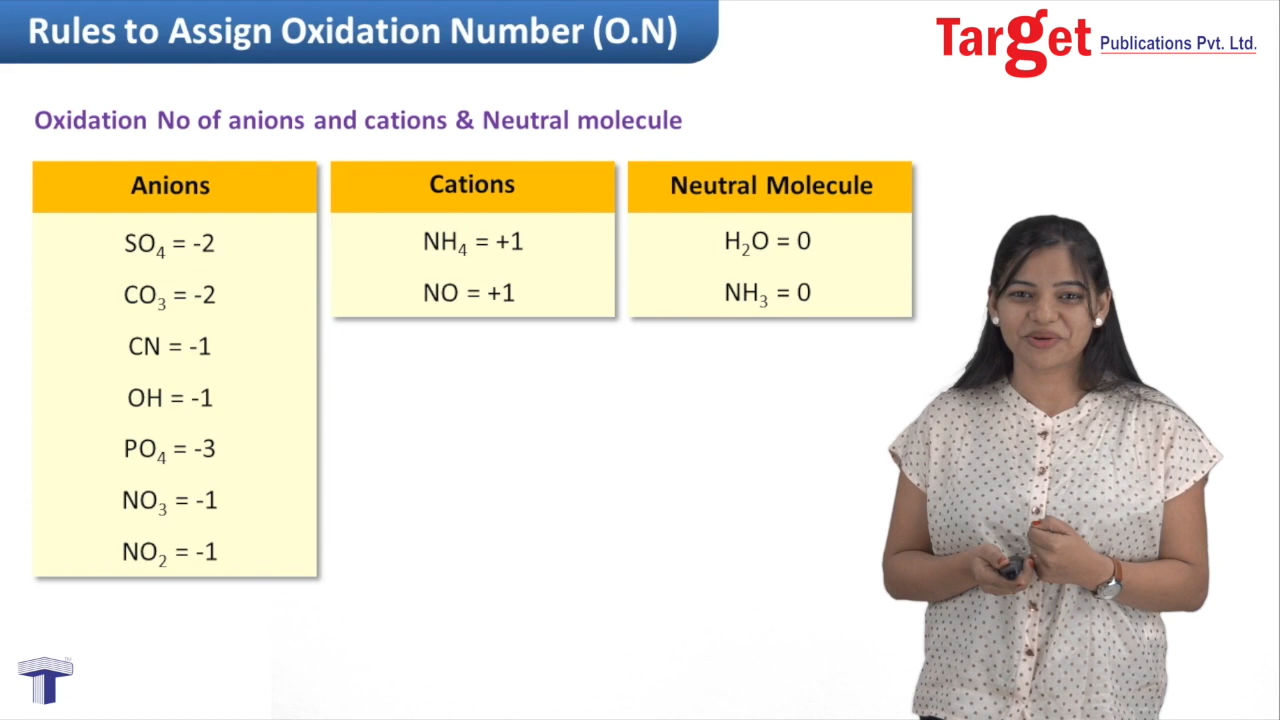 Rules to Assign Oxidation Number (O.N)
Target Publications Pvt. Ltd.
Oxidation No of anions and cations & Neutral molecule
Anions
SO₄ = -2
CO₃ = -2
CN = -1
OH = -1
PO₄ = -3
NO₃ = -1
NO₂ = -1
Cations
NH₄ = +1
NO = +1
Neutral Molecule
H₂O = 0
NH₃ = 0
TM